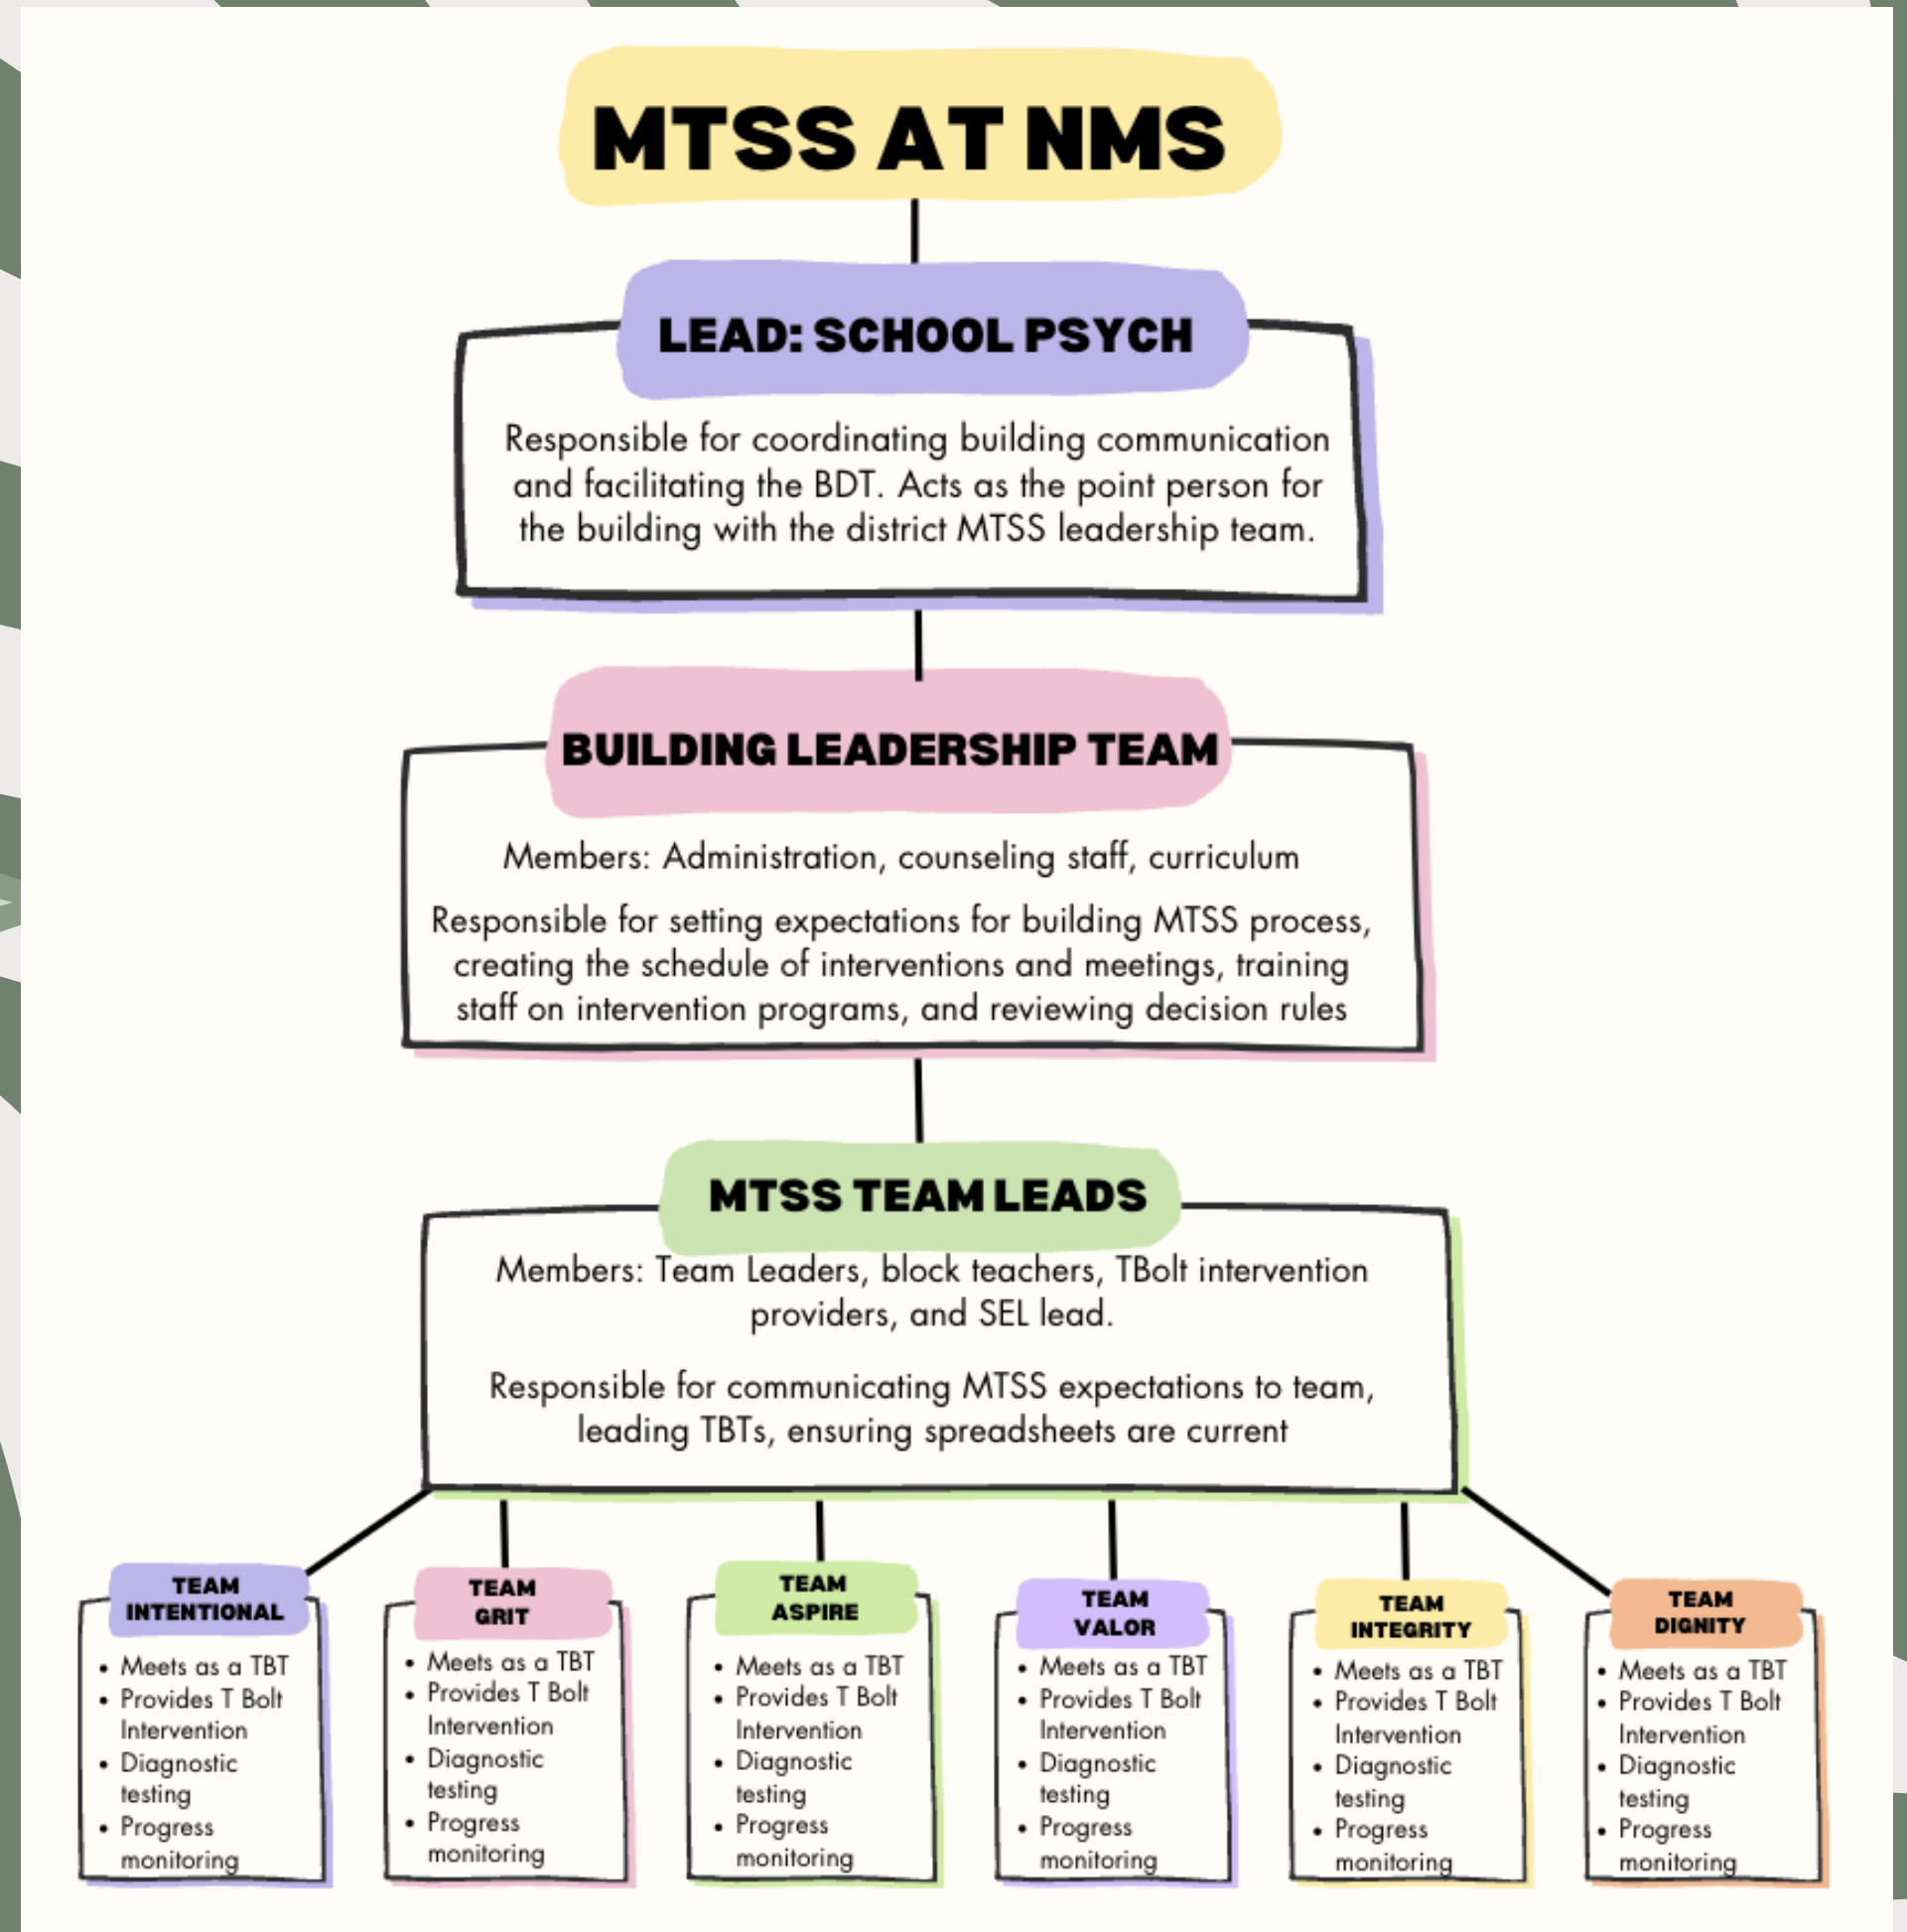 MTSS AT NMS
LEAD: SCHOOL PSYCH
Responsible for coordinating building communication
and facilitating the BDT. Acts as the point person for
the building with the district MTSS leadership team.
BUILDING LEADERSHIP TEAM
Members: Administration, counseling staff, curriculum
Responsible for setting expectations for building MTSS process,
creating the schedule of interventions and meetings, training
staff on intervention programs, and reviewing decision rules
MTSS TEAM LEADS
Members: Team Leaders, block teachers, TBolt intervention
providers, and SEL lead.
Responsible for communicating MTSS expectations to team,
leading TBTs, ensuring spreadsheets are current
TEAM
INTENTIONAL
• Meets as a TBT
• Provides T Bolt
Intervention
• Diagnostic
testing
• Progress
monitoring
TEAM
GRIT
• Meets as a TBT
• Provides T Bolt
Intervention
• Diagnostic
testing
• Progress
monitoring
TEAM
ASPIRE
• Meets as a TBT
• Provides T Bolt
Intervention
• Diagnostic
testing
• Progress
monitoring
TEAM
VALOR
• Meets as a TBT
• Provides T Bolt
Intervention
• Diagnostic
testing
• Progress
monitoring
TEAM
INTEGRITY
• Meets as a TBT
• Provides T Bolt
Intervention
• Diagnostic
testing
• Progress
monitoring
TEAM
DIGNITY
• Meets as a TBT
• Provides T Bolt
Intervention
• Diagnostic
testing
• Progress
monitoring